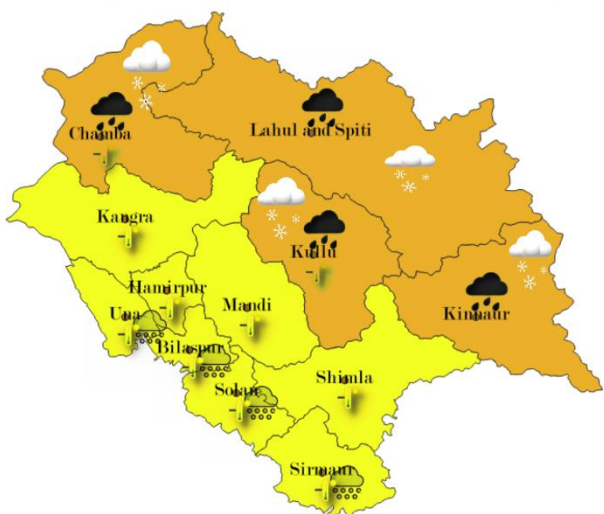 Chamba
Lahul and Spiti
Kangra
Kullu
Hamirpur
Mandi
Una
Kinnaur
Bilaspur
Shimla
Solan
Sirmaur